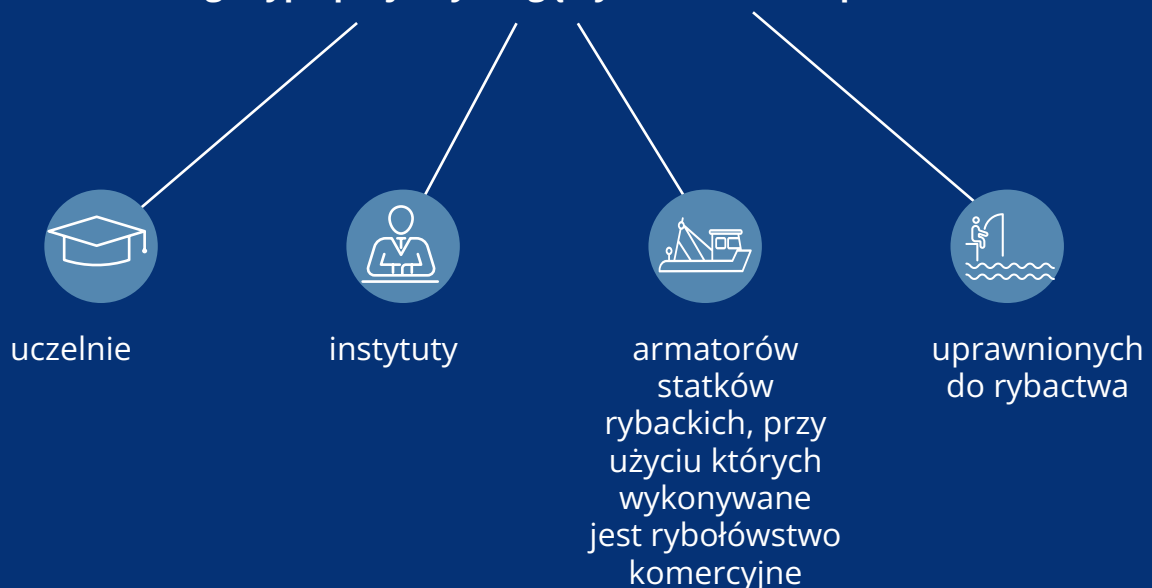 uczelnie
instytuty
armatorów
statków
rybackich, przy
użyciu których
wykonywane
jest rybołówstwo
komercyjne
uprawnionych
do rybactwa